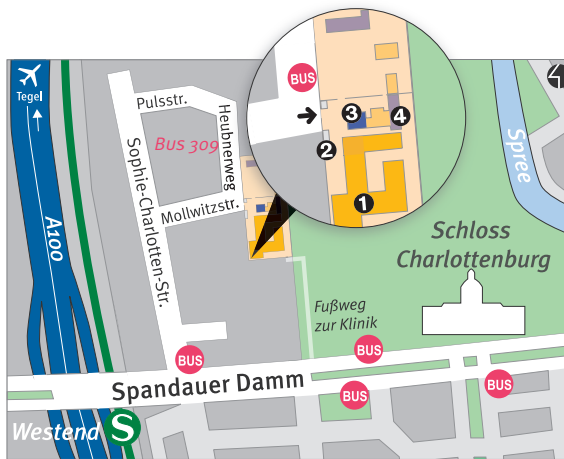 Tegel
A100
Pulsstr.
Heubnerweg
Bus 309
Sophie-Charlotten-Str.
Mollwitzstr.
BUS
1
2
3
4
4
Spree
Schloss
Charlottenburg
Fußweg
zur Klinik
BUS
BUS
BUS
BUS
Spandauer Damm
Westend S